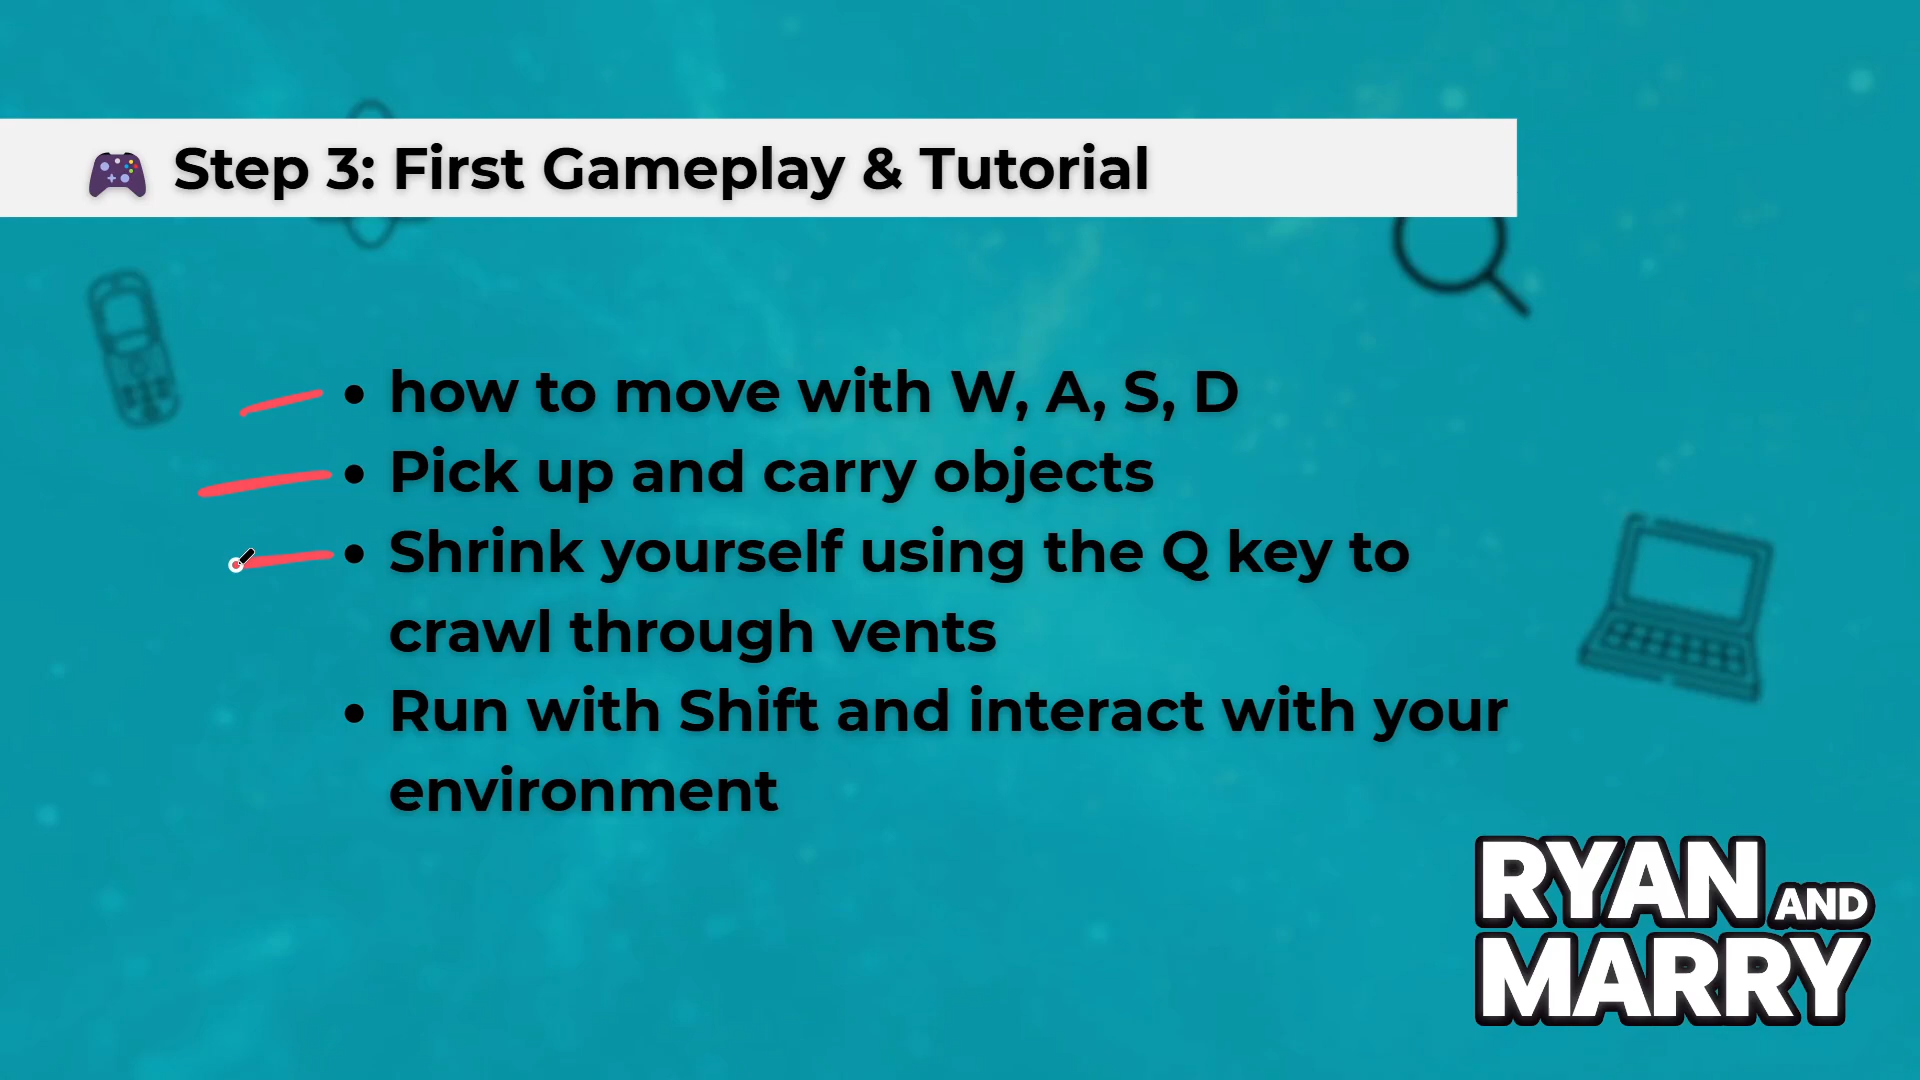 🎮 Step 3: First Gameplay & Tutorial
• how to move with W, A, S, D
• Pick up and carry objects
• Shrink yourself using the Q key to
crawl through vents
• Run with Shift and interact with your
environment
RYAN AND
MARRY